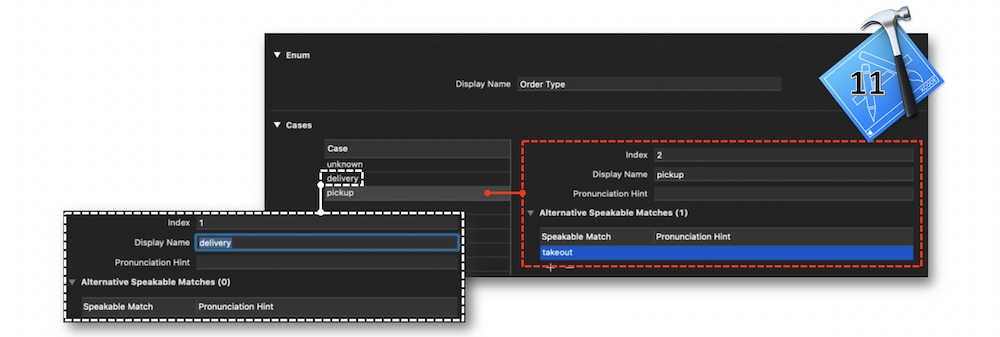 11
XCODE
Enum
Display Name Order Type
Cases
Case
unknown
delivery
pickup
Index 2
Display Name pickup
Pronunciation Hint
Alternative Speakable Matches (1)
Speakable Match Pronunciation Hint
takeout
+ −
Index 1
Display Name delivery
Pronunciation Hint
Alternative Speakable Matches (0)
Speakable Match Pronunciation Hint